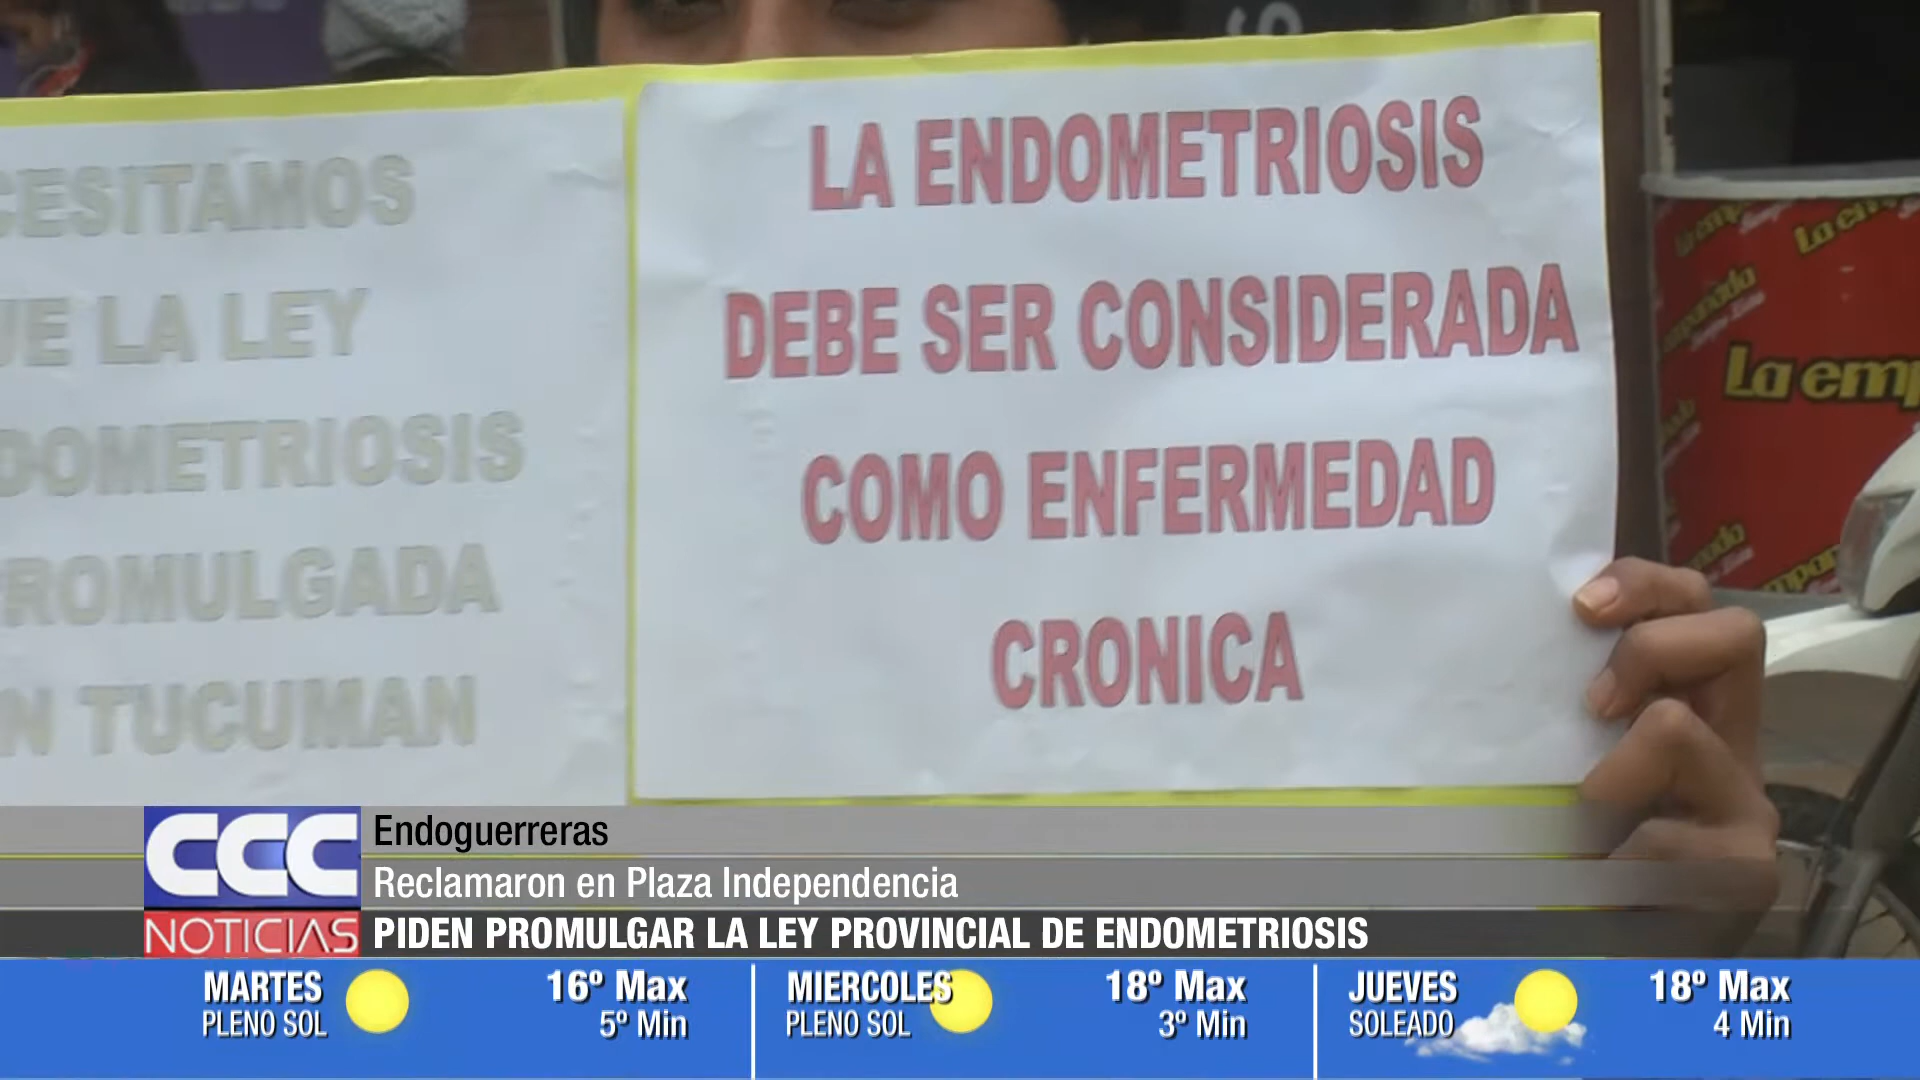 CESITAMOS
UE LA LEY
DOMETRIOSIS
ROMULGADA
N TUCUMAN
LA ENDOMETRIOSIS
DEBE SER CONSIDERADA
COMO ENFERMEDAD
CRONICA
La em
La emp
CCC
NOTICIAS
Endoguerreras
Reclamaron en Plaza Independencia
PIDEN PROMULGAR LA LEY PROVINCIAL DE ENDOMETRIOSIS
MARTES
PLENO SOL
16º Max
5º Min
MIERCOLES
PLENO SOL
18º Max
3º Min
JUEVES
SOLEADO
18º Max
4 Min